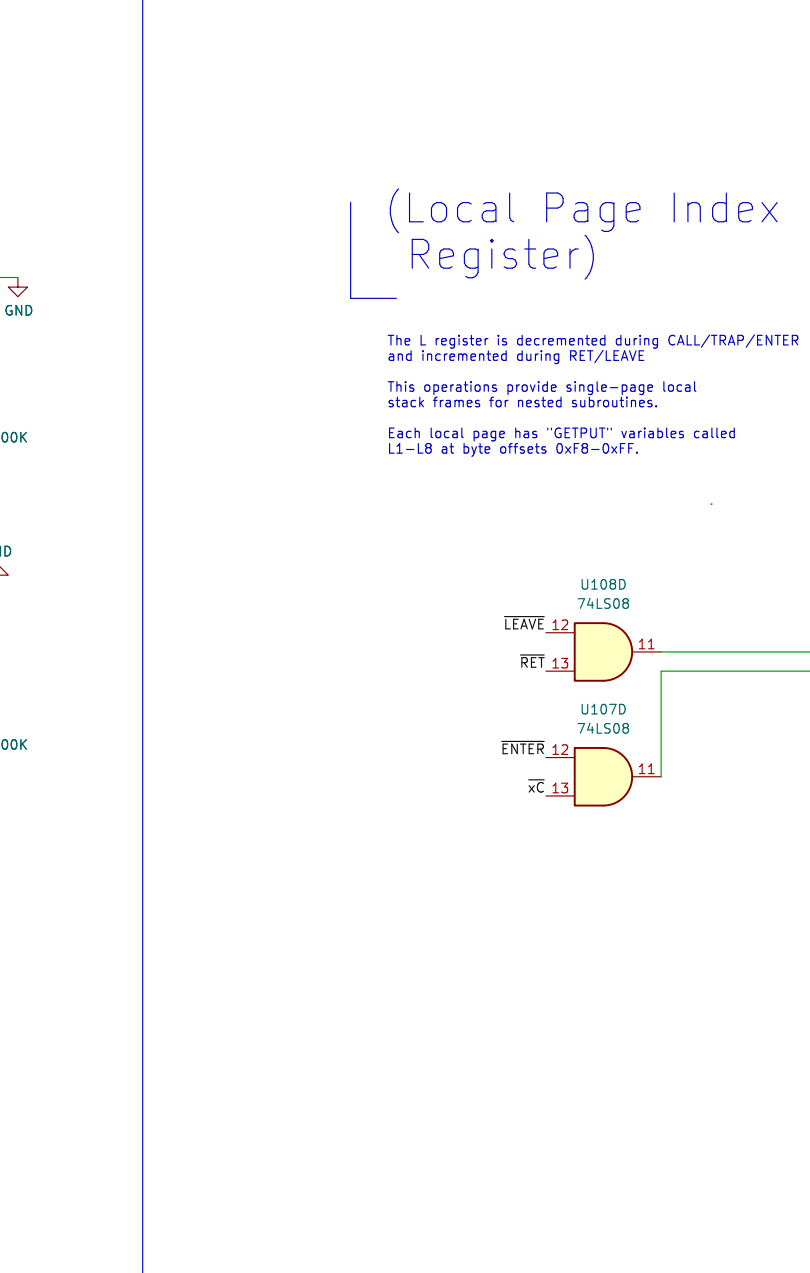 L (Local Page Index
Register)
GND
The L register is decremented during CALL/TRAP/ENTER
and incremented during RET/LEAVE
This operations provide single-page local
stack frames for nested subroutines.
00K
Each local page has "GETPUT" variables called
L1-L8 at byte offsets 0xF8-0xFF.
ND
U108D
74LS08
LEAVE 12
11
RET 13
U107D
74LS08
00K
ENTER 12
11
xC 13